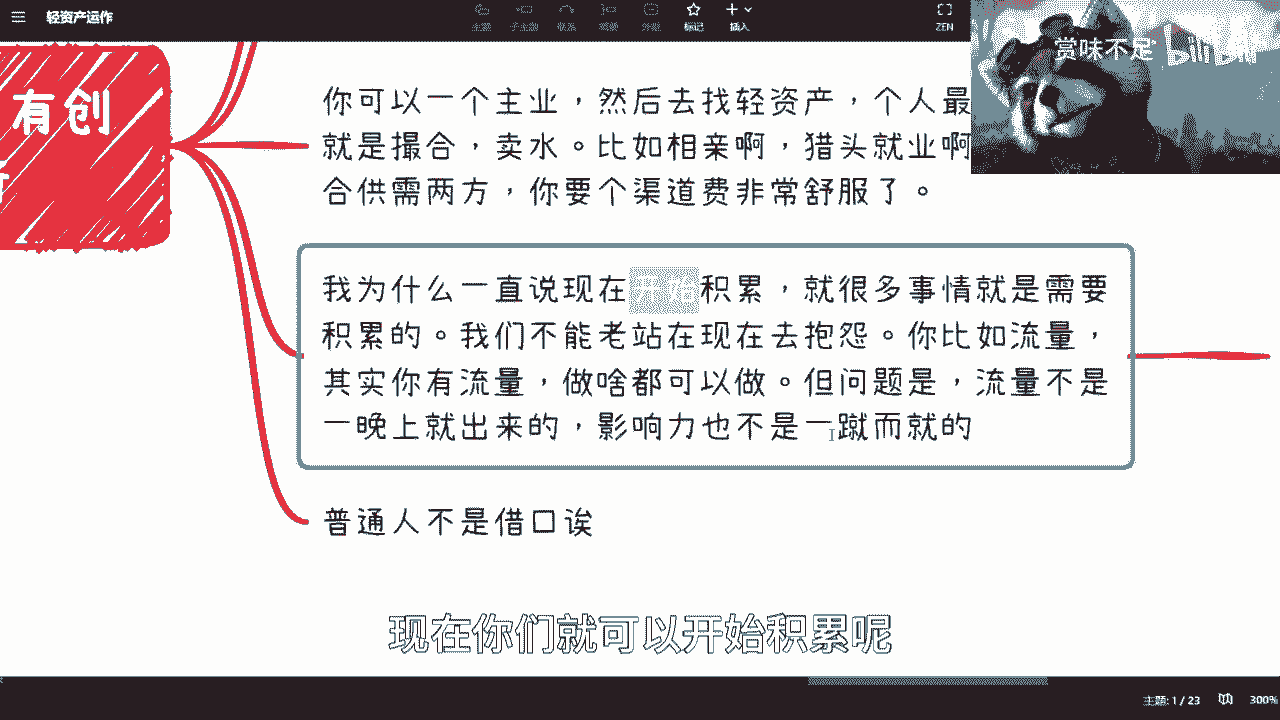 轻资产运作
主题
子主题
联系
概要
外框
标记
插入
ZEN
赏味不足
bilibili
有创
你可以一个主业，然后去找轻资产，个人最
就是撮合，卖水。比如相亲啊，猎头就业啊
合供需两方，你要个渠道费非常舒服了。
我为什么一直说现在开始积累，就很多事情就是需要
积累的。我们不能老站在现在去抱怨。你比如流量，
其实你有流量，做啥都可以做。但问题是，流量不是
一晚上就出来的，影响力也不是一蹴而就的
普通人不是借口诶
现在你们就可以开始积累呢
主题: 1 / 23
300%